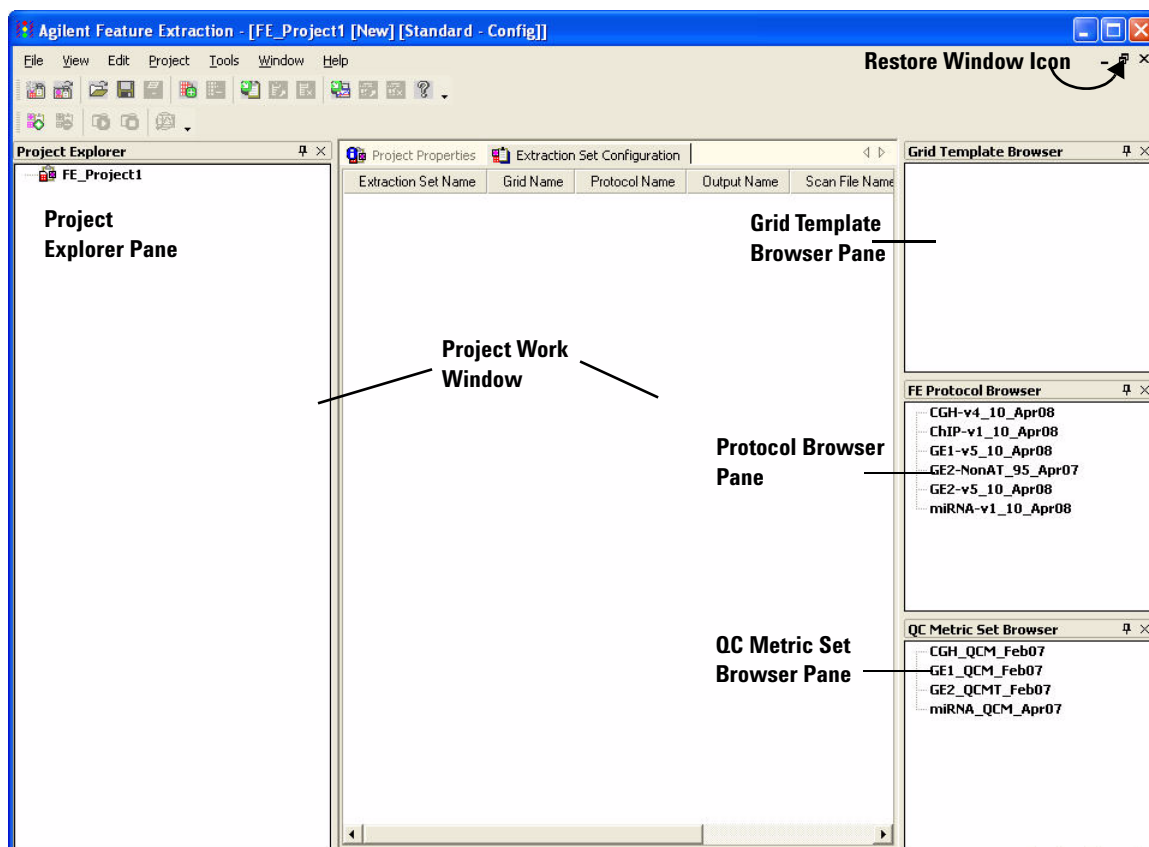 Agilent Feature Extraction - [FE_Project1 [New] [Standard - Config]]
File View Edit Project Tools Window Help
Restore Window Icon
Project Explorer
FE_Project1
Project
Explorer Pane
Project Properties Extraction Set Configuration
Extraction Set Name Grid Name Protocol Name Output Name Scan File Name
Grid Template
Browser Pane
Project Work
Window
Protocol Browser
Pane
QC Metric Set
Browser Pane
Grid Template Browser
FE Protocol Browser
CGH-v4_10_Apr08
ChIP-v1_10_Apr08
GE1-v5_10_Apr08
GE2-NonAT_95_Apr07
GE2-v5_10_Apr08
miRNA-v1_10_Apr08
QC Metric Set Browser
CGH_QCM_Feb07
GE1_QCM_Feb07
GE2_QCMT_Feb07
miRNA_QCM_Apr07